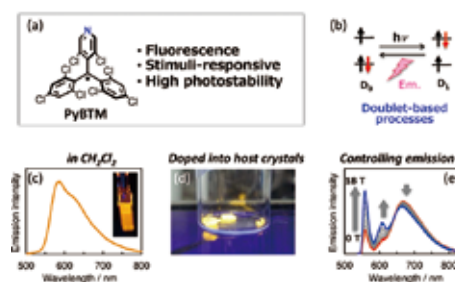 (a)
N
Cl Cl
Cl Cl
Cl Cl
PyBTM
• Fluorescence
• Stimuli-responsive
• High photostability
(b)
hν
Em.
D₀ D₁
Doublet-based
processes
in CH₂Cl₂
(c)
Emission intensity
500 600 700 800
Wavelength / nm
Doped into host crystals
(d)
Controlling emission
(e)
18 T
0 T
Emission intensity
500 600 700 800
Wavelength / nm